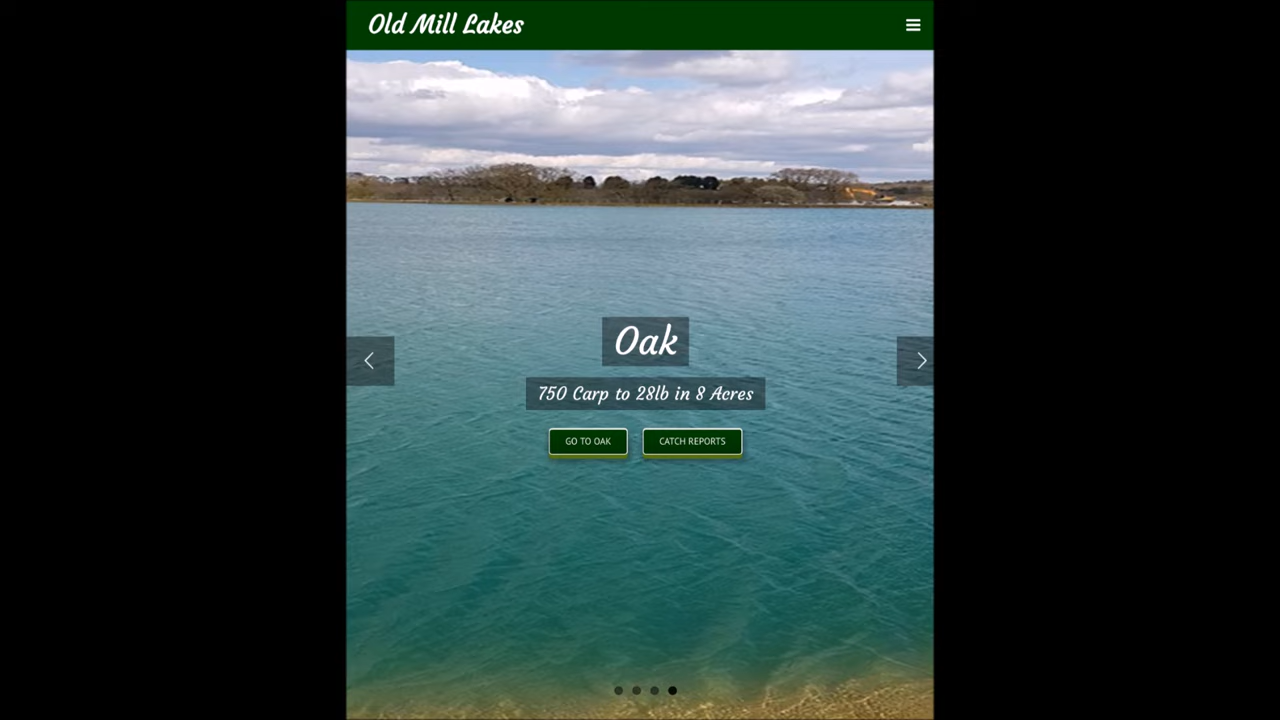 Old Mill Lakes
Oak
750 Carp to 28lb in 8 Acres
GO TO OAK
CATCH REPORTS